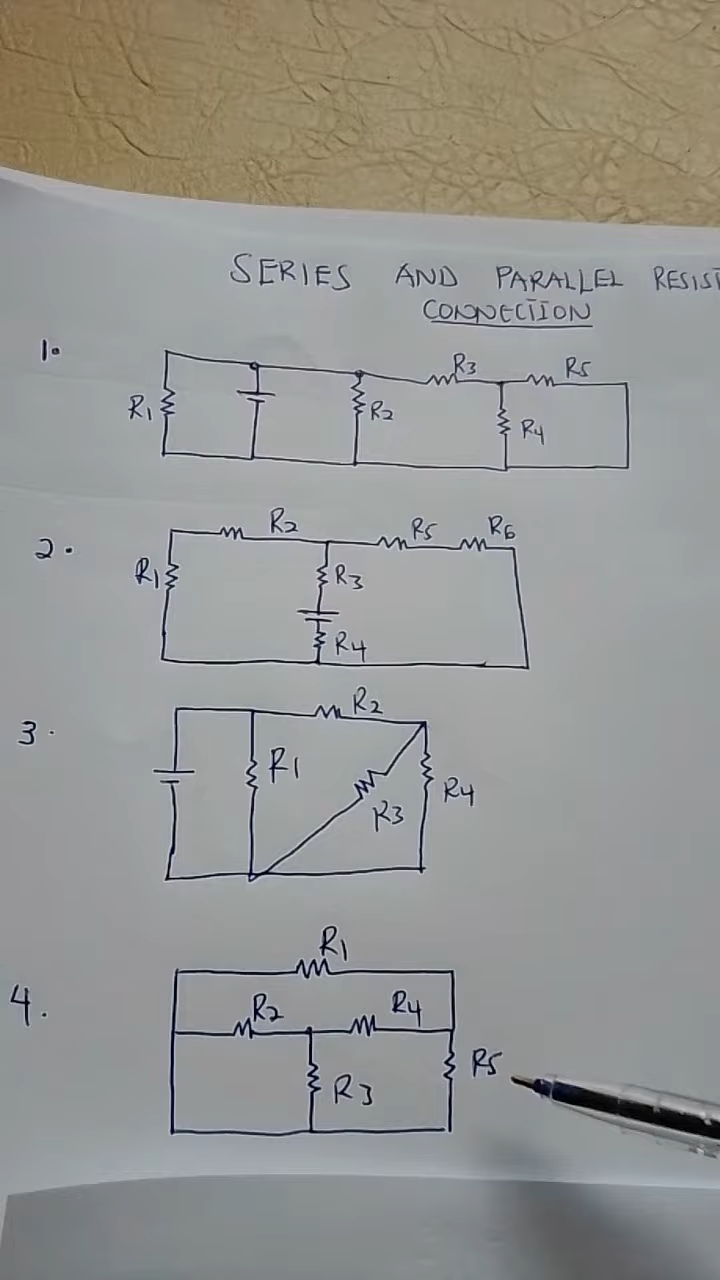 SERIES AND PARALLEL
CONNECTION
1.
R1 R2 R3 R4 R5
2.
R1 R2 R3 R4 R5 R6
3.
R1 R2 R3 R4
4.
R1
R2 R4
R3 R5